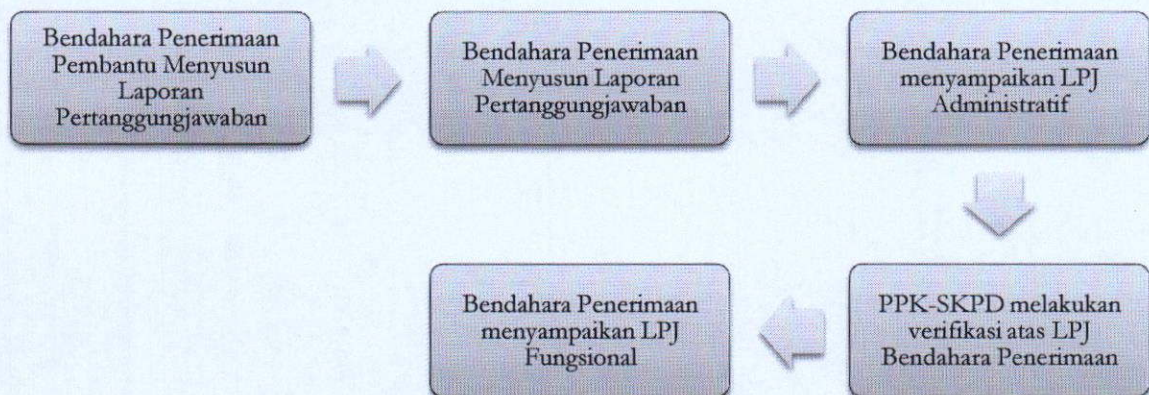 Bendahara Penerimaan
Pembantu Menyusun
Laporan
Pertanggungjawaban
Bendahara Penerimaan
Menyusun Laporan
Pertanggungjawaban
Bendahara Penerimaan
menyampaikan LPJ
Administratif
PPK-SKPD melakukan
verifikasi atas LPJ
Bendahara Penerimaan
Bendahara Penerimaan
menyampaikan LPJ
Fungsional